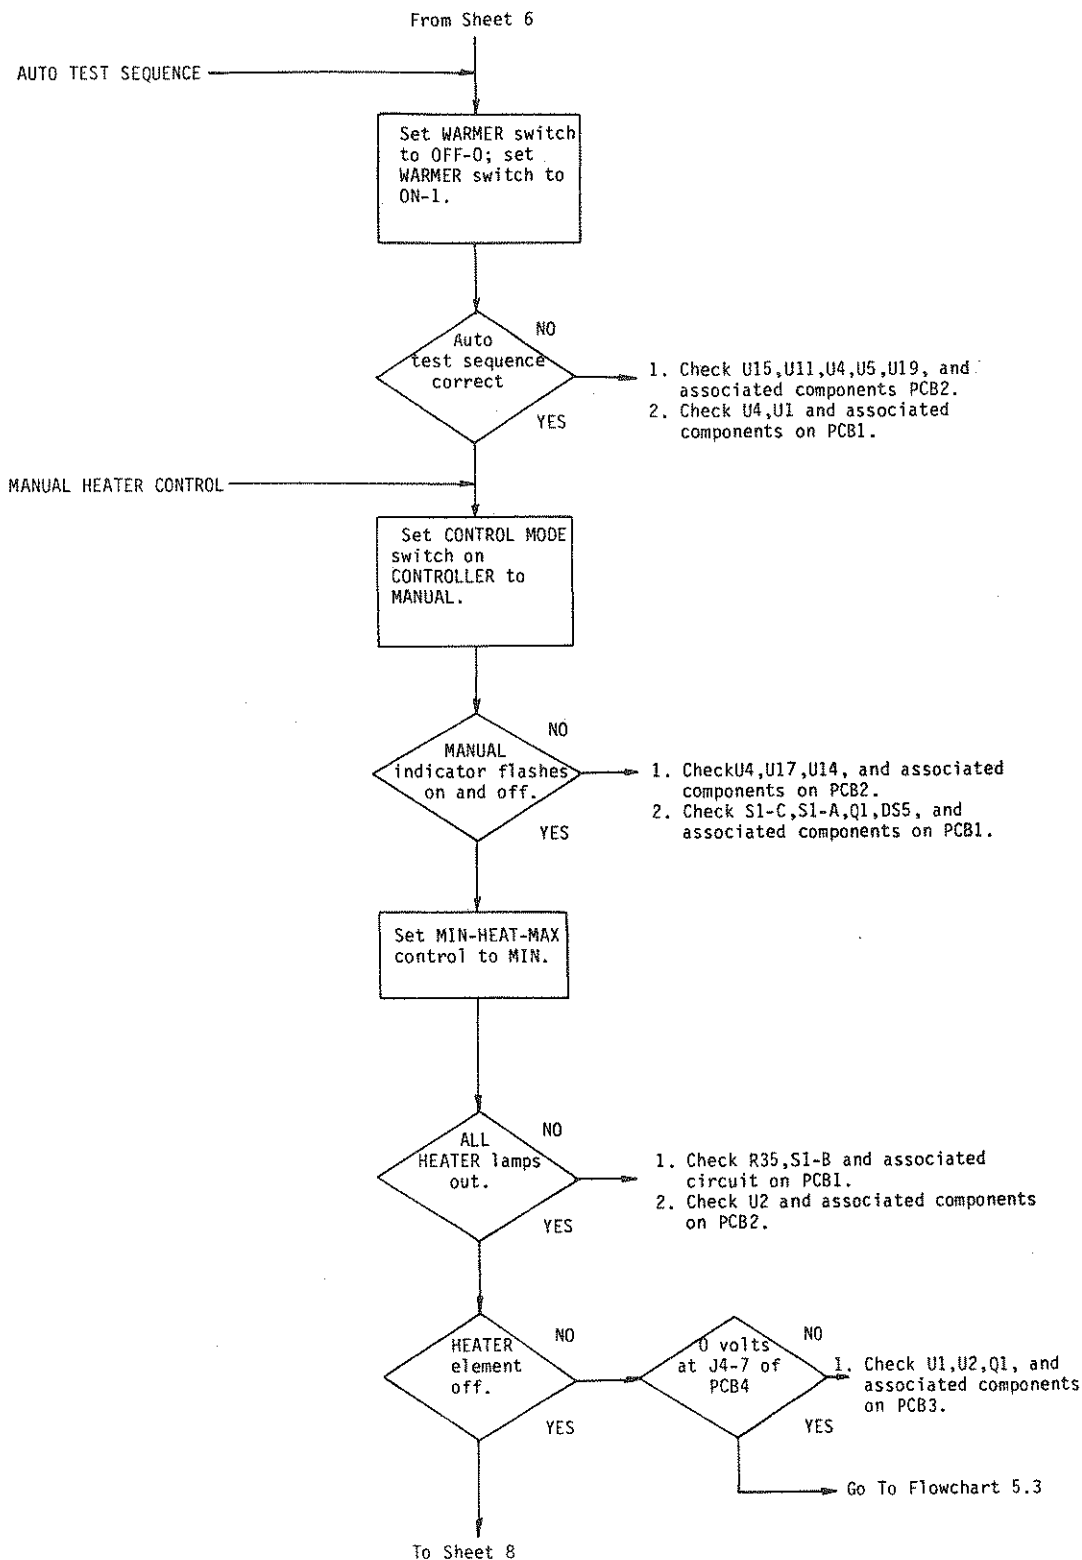 From Sheet 6
AUTO TEST SEQUENCE
Set WARMER switch
to OFF-0; set
WARMER switch to
ON-1.
NO
Auto
test sequence
correct
YES
1. Check U15,U11,U4,U5,U19, and
associated components PCB2.
2. Check U4,U1 and associated
components on PCB1.
MANUAL HEATER CONTROL
Set CONTROL MODE
switch on
CONTROLLER to
MANUAL.
NO
MANUAL
indicator flashes
on and off.
YES
1. CheckU4,U17,U14, and associated
components on PCB2.
2. Check S1-C,S1-A,Q1,DS5, and
associated components on PCB1.
Set MIN-HEAT-MAX
control to MIN.
NO
ALL
HEATER lamps
out.
YES
1. Check R35,S1-B and associated
circuit on PCB1.
2. Check U2 and associated components
on PCB2.
NO
HEATER
element
off.
YES
NO
0 volts
at J4-7 of
PCB4
YES
1. Check U1,U2,Q1, and
associated components
on PCB3.
Go To Flowchart 5.3
To Sheet 8